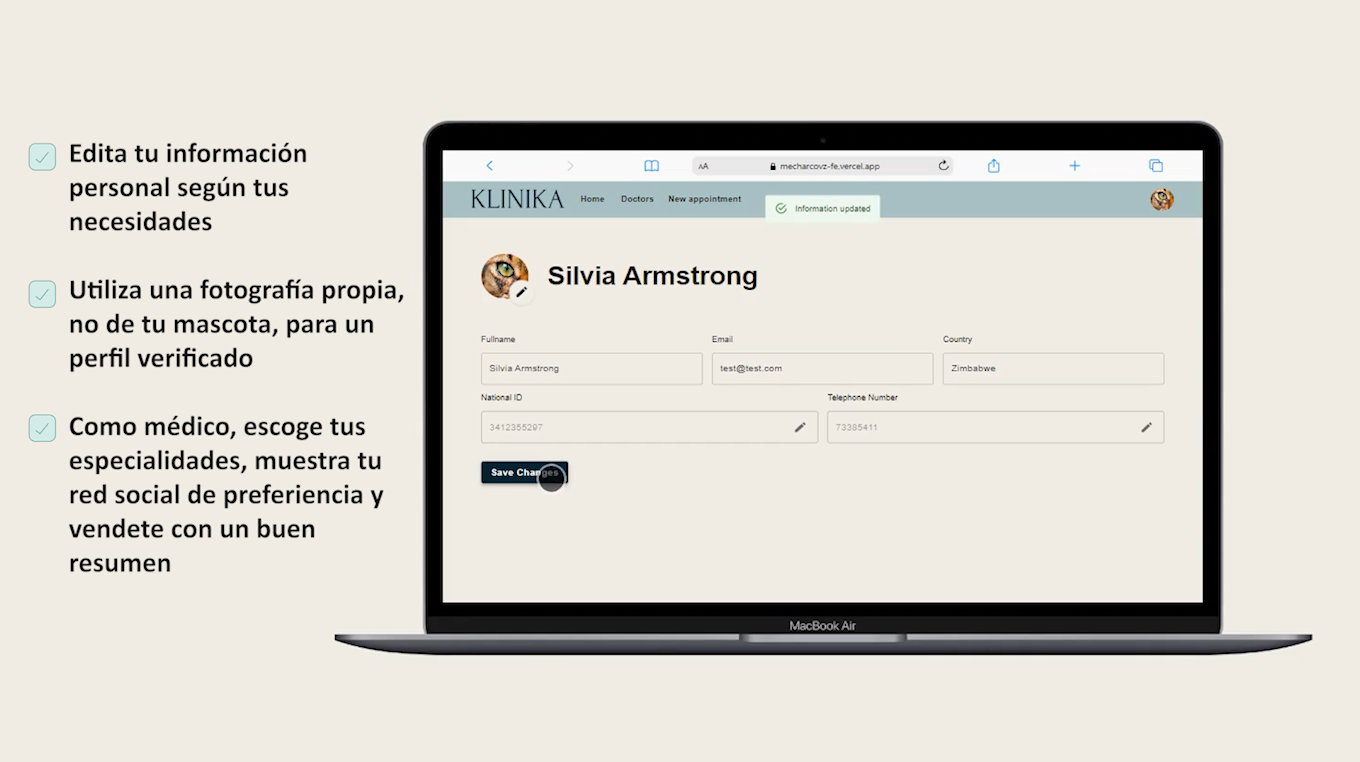 Edita tu información
personal según tus
necesidades
Utiliza una fotografía propia,
no de tu mascota, para un
perfil verificado
Como médico, escoge tus
especialidades, muestra tu
red social de preferiencia y
vendete con un buen
resumen
AA mecharcovz-fe.vercel.app
KLINIKA Home Doctors New appointment Information updated
Silvia Armstrong
Fullname Email Country
Silvia Armstrong test@test.com Zimbabwe
National ID Telephone Number
3412355297 73385411
Save Changes
MacBook Air